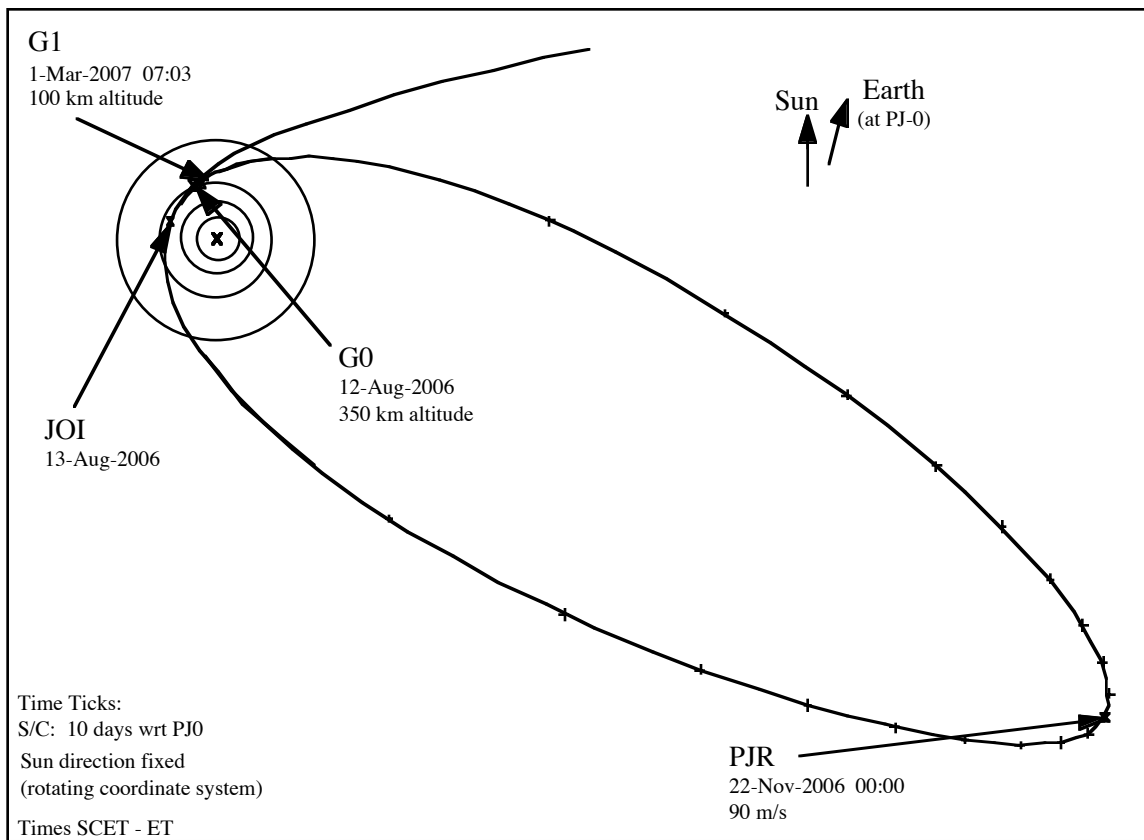 G1
1-Mar-2007 07:03
100 km altitude
Sun
Earth
(at PJ-0)
G0
12-Aug-2006
350 km altitude
JOI
13-Aug-2006
Time Ticks:
S/C: 10 days wrt PJ0
Sun direction fixed
(rotating coordinate system)
Times SCET - ET
PJR
22-Nov-2006 00:00
90 m/s